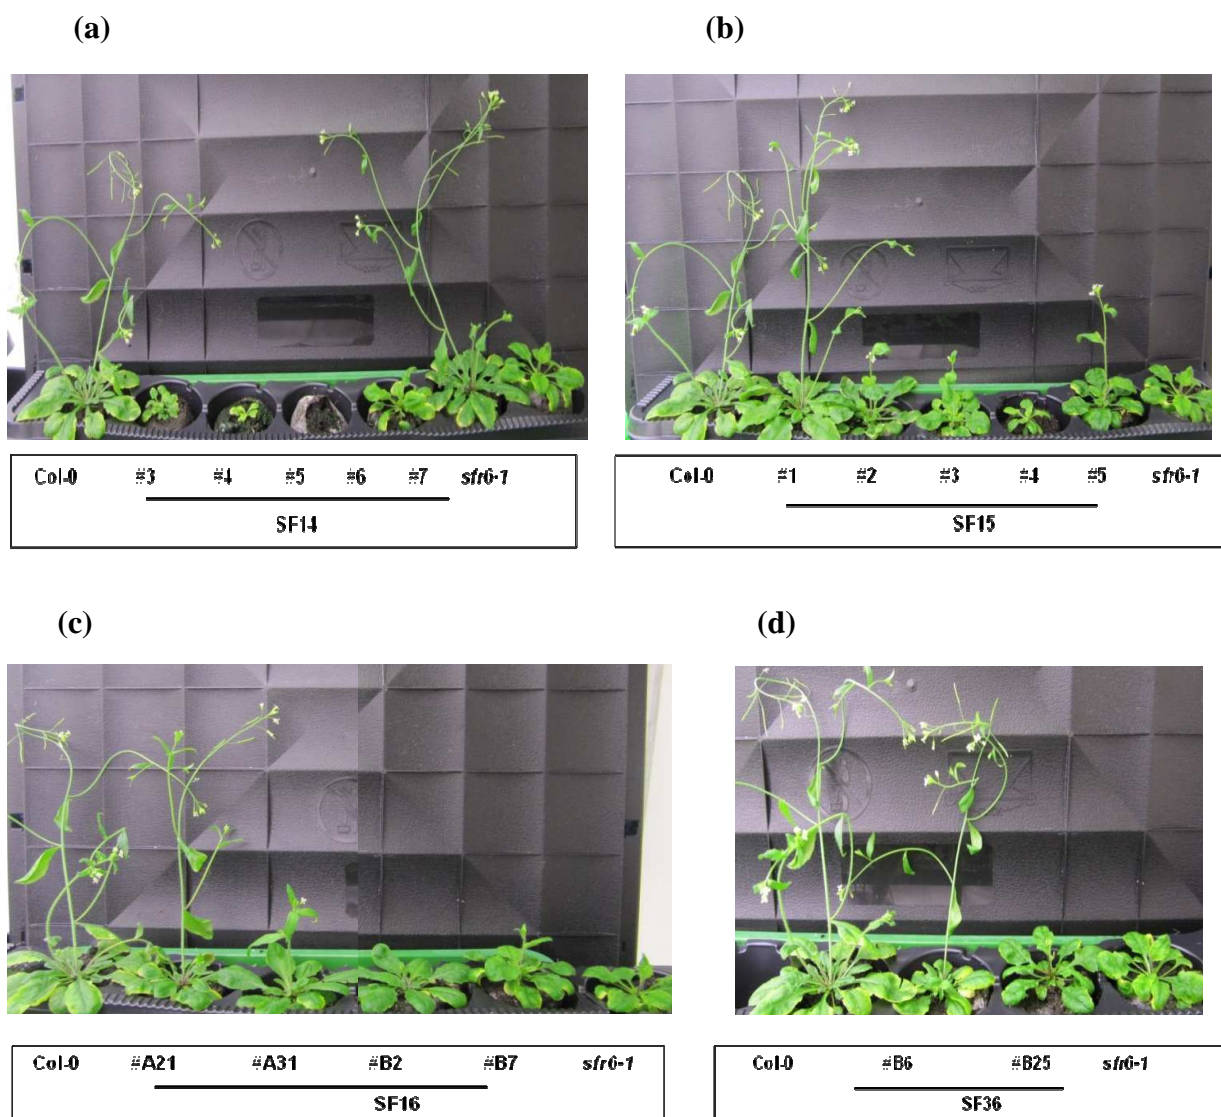 (a)
(b)
Col-0 #3 #4 #5 #6 #7 sfr6-1
SF14
Col-0 #1 #2 #3 #4 #5 sfr6-1
SF15
(c)
(d)
Col-0 #A21 #A31 #B2 #B7 sfr6-1
SF16
Col-0 #B6 #B25 sfr6-1
SF36